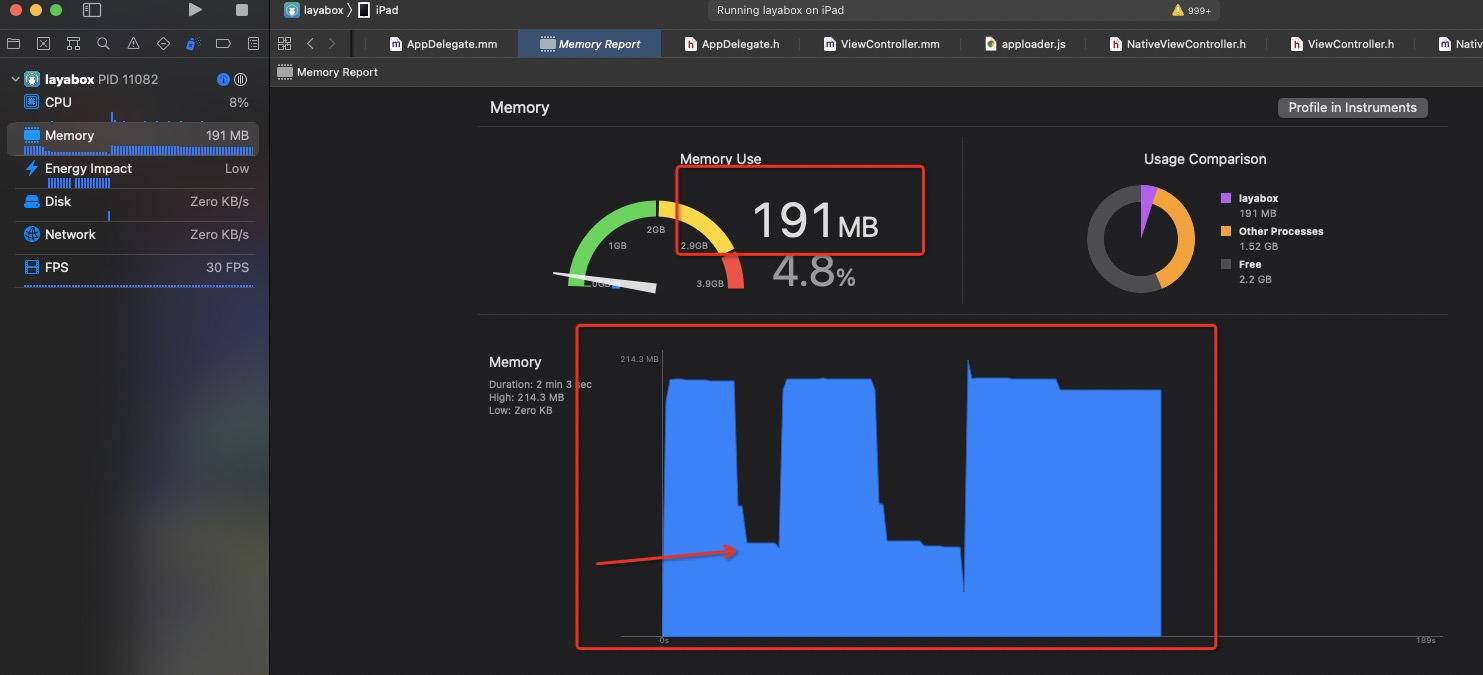 layabox 〉 iPad
Running layabox on iPad
999+
AppDelegate.mm
Memory Report
AppDelegate.h
ViewController.mm
apploader.js
NativeViewController.h
ViewController.h
Nativ
Memory Report
layabox PID 11082
CPU 8%
Memory 191 MB
Energy Impact Low
Disk Zero KB/s
Network Zero KB/s
FPS 30 FPS
Memory
Profile in Instruments
Memory Use
191 MB
4.8%
0GB
1GB
2GB
2.9GB
3.9GB
Usage Comparison
layabox
191 MB
Other Processes
1.52 GB
Free
2.2 GB
Memory
Duration: 2 min 3 sec
High: 214.3 MB
Low: Zero KB
214.3 MB
0s
189s